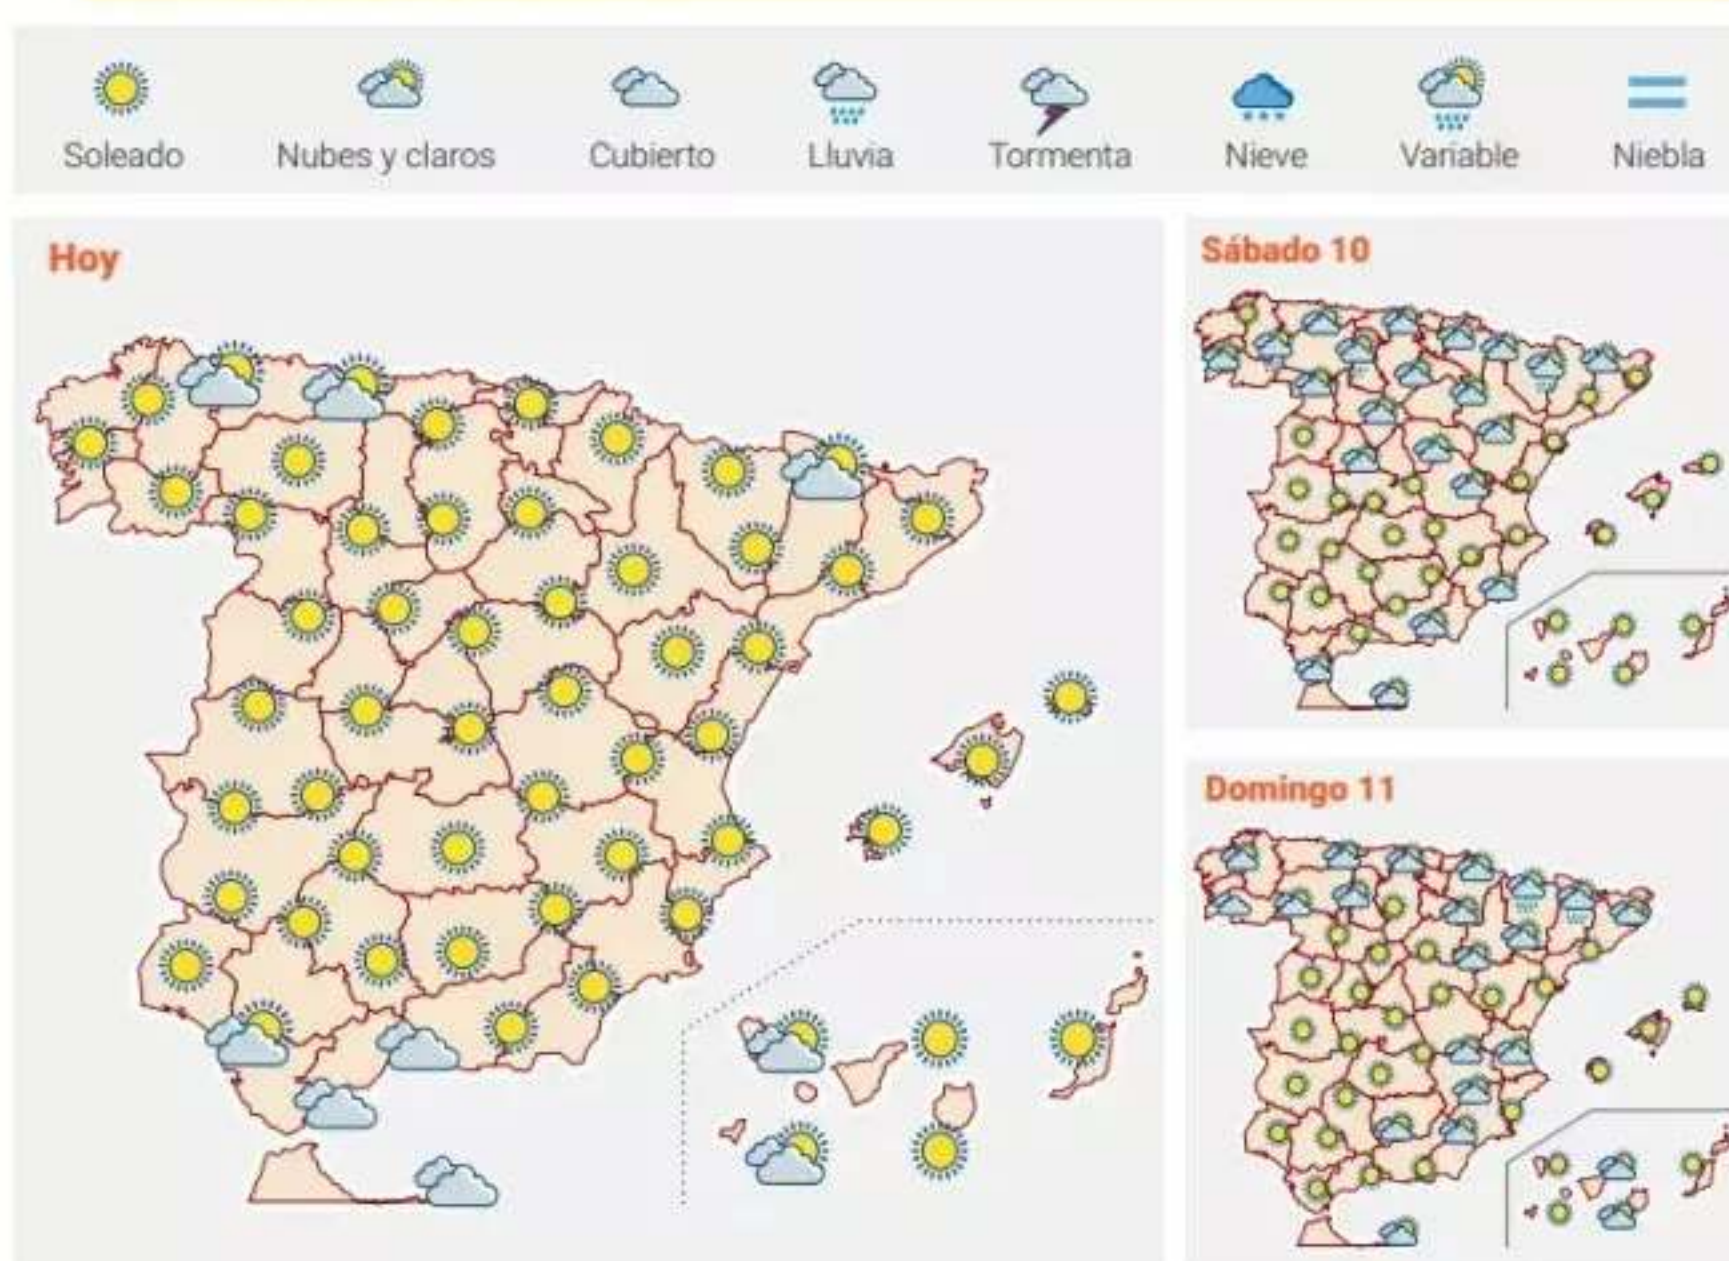 Soleado
Nubes y claros
Cubierto
Lluvia
Tormenta
Nieve
Variable
Niebla
Hoy
Sábado 10
Domingo 11